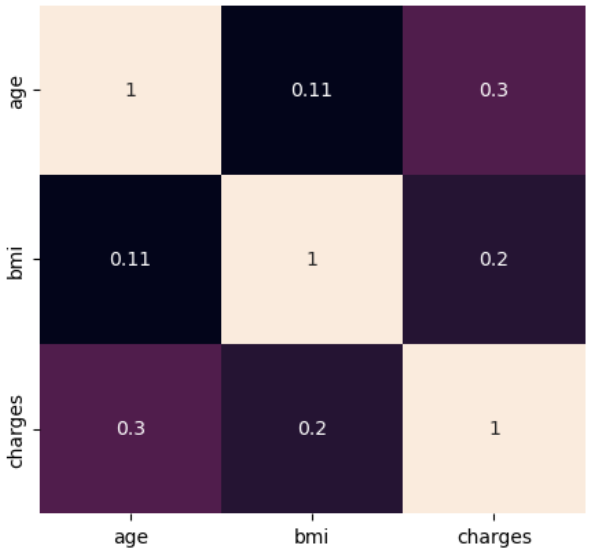 age 1 0.11 0.3
bmi 0.11 1 0.2
charges 0.3 0.2 1
age bmi charges